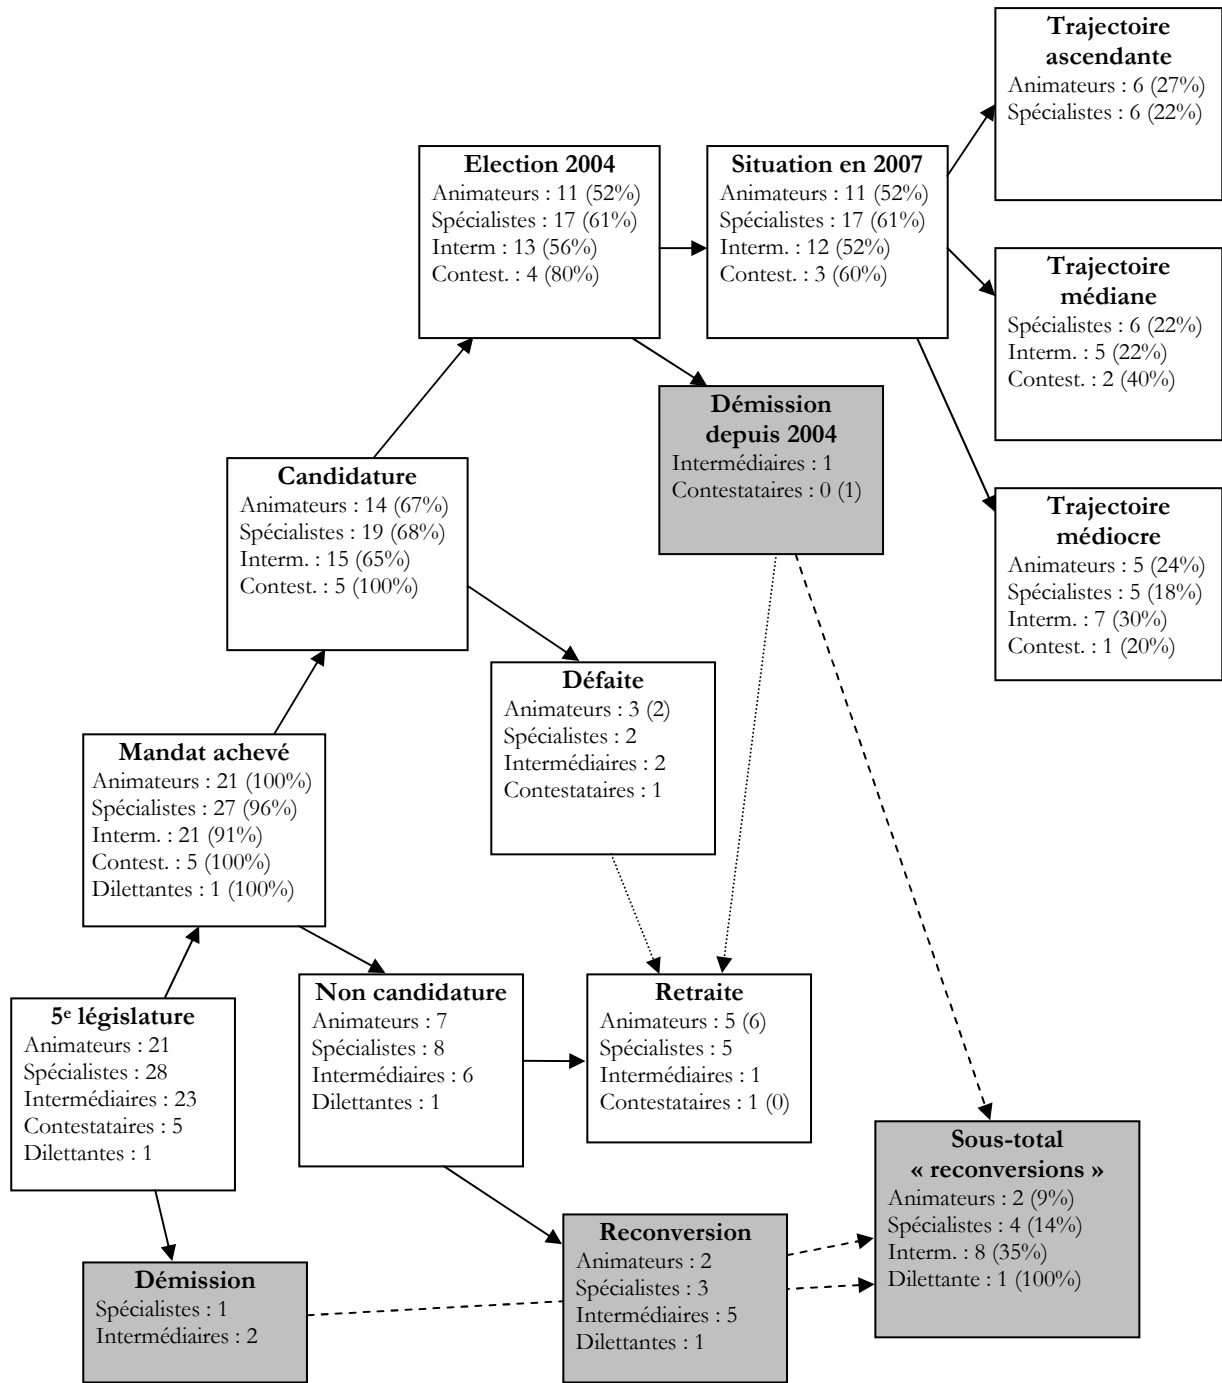 Trajectoire
ascendante
Animateurs : 6 (27%)
Spécialistes : 6 (22%)
Election 2004
Animateurs : 11 (52%)
Spécialistes : 17 (61%)
Interm : 13 (56%)
Contest. : 4 (80%)
Situation en 2007
Animateurs : 11 (52%)
Spécialistes : 17 (61%)
Interm. : 12 (52%)
Contest. : 3 (60%)
Trajectoire
médiane
Spécialistes : 6 (22%)
Interm. : 5 (22%)
Contest. : 2 (40%)
Démission
depuis 2004
Intermédiaires : 1
Contestataires : 0 (1)
Candidature
Animateurs : 14 (67%)
Spécialistes : 19 (68%)
Interm. : 15 (65%)
Contest. : 5 (100%)
Trajectoire
médiocre
Animateurs : 5 (24%)
Spécialistes : 5 (18%)
Interm. : 7 (30%)
Contest. : 1 (20%)
Défaite
Animateurs : 3 (2)
Spécialistes : 2
Intermédiaires : 2
Contestataires : 1
Mandat achevé
Animateurs : 21 (100%)
Spécialistes : 27 (96%)
Interm. : 21 (91%)
Contest. : 5 (100%)
Dilettantes : 1 (100%)
Non candidature
Animateurs : 7
Spécialistes : 8
Intermédiaires : 6
Dilettantes : 1
Retraite
Animateurs : 5 (6)
Spécialistes : 5
Intermédiaires : 1
Contestataires : 1 (0)
5e législature
Animateurs : 21
Spécialistes : 28
Intermédiaires : 23
Contestataires : 5
Dilettantes : 1
Sous-total
« reconversions »
Animateurs : 2 (9%)
Spécialistes : 4 (14%)
Interm. : 8 (35%)
Dilettante : 1 (100%)
Reconversion
Animateurs : 2
Spécialistes : 3
Intermédiaires : 5
Dilettantes : 1
Démission
Spécialistes : 1
Intermédiaires : 2